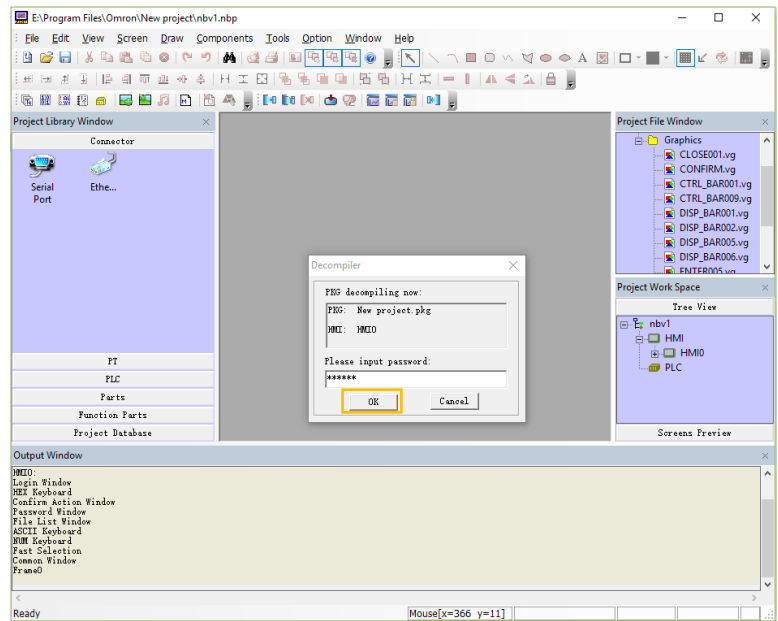 E:\Program Files\Omron\New project\nbv1.nbp
File Edit View Screen Draw Components Tools Option Window Help
Project Library Window
Connector
Serial Port
Ethe...
PT
PLC
Parts
Function Parts
Project Database
Decompiler
PKG decompiling now:
PKG: New project.pkg
HMI: HMI0
Please input password:
******
OK
Cancel
Project File Window
Graphics
CLOSE001.vg
CONFIRM.vg
CTRL_BAR001.vg
CTRL_BAR009.vg
DISP_BAR001.vg
DISP_BAR002.vg
DISP_BAR005.vg
DISP_BAR006.vg
ENTER005.vg
Project Work Space
Tree View
nbv1
HMI
HMI0
PLC
Screens Preview
Output Window
HMI0:
Login Window
HEX Keyboard
Confirm Action Window
Password Window
File List Window
ASCII Keyboard
NUM Keyboard
Fast Selection
Common Window
Frame0
Ready
Mouse[x=366 y=11]